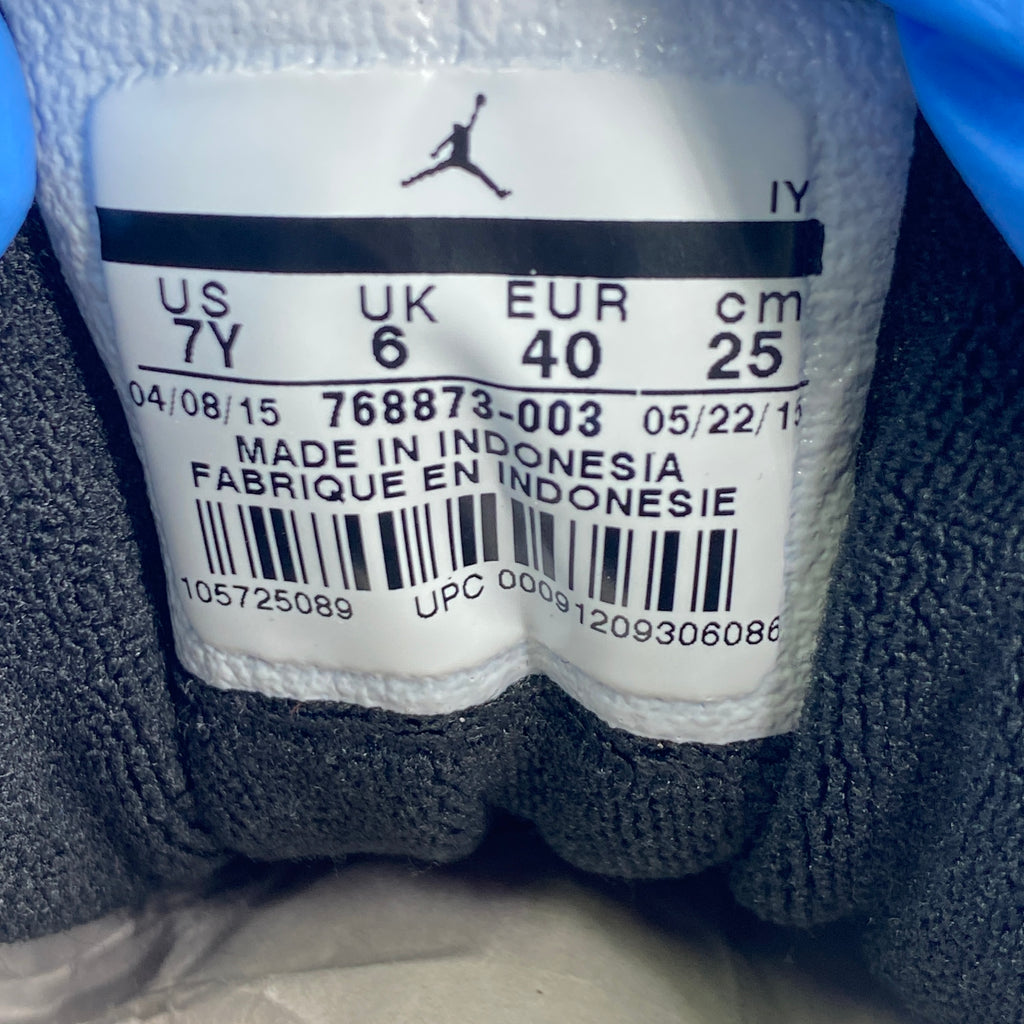 IY
US UK EUR cm
7Y 6 40 25
04/08/15 768873-003 05/22/15
MADE IN INDONESIA
FABRIQUE EN INDONESIE
105725089 UPC 00091209306086